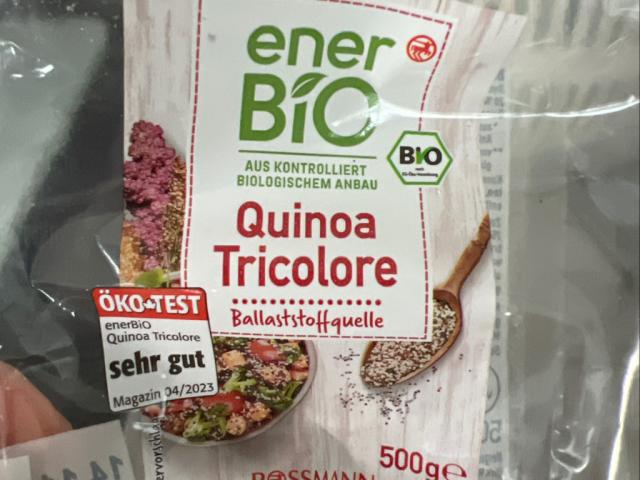 ener
BiO
AUS KONTROLLIERT
BIOLOGISCHEM ANBAU
BIO
Quinoa
Tricolore
Ballaststoffquelle
ÖKO TEST
enerBiO
Quinoa Tricolore
sehr gut
Magazin 04/2023
500g e
ROSSMANN